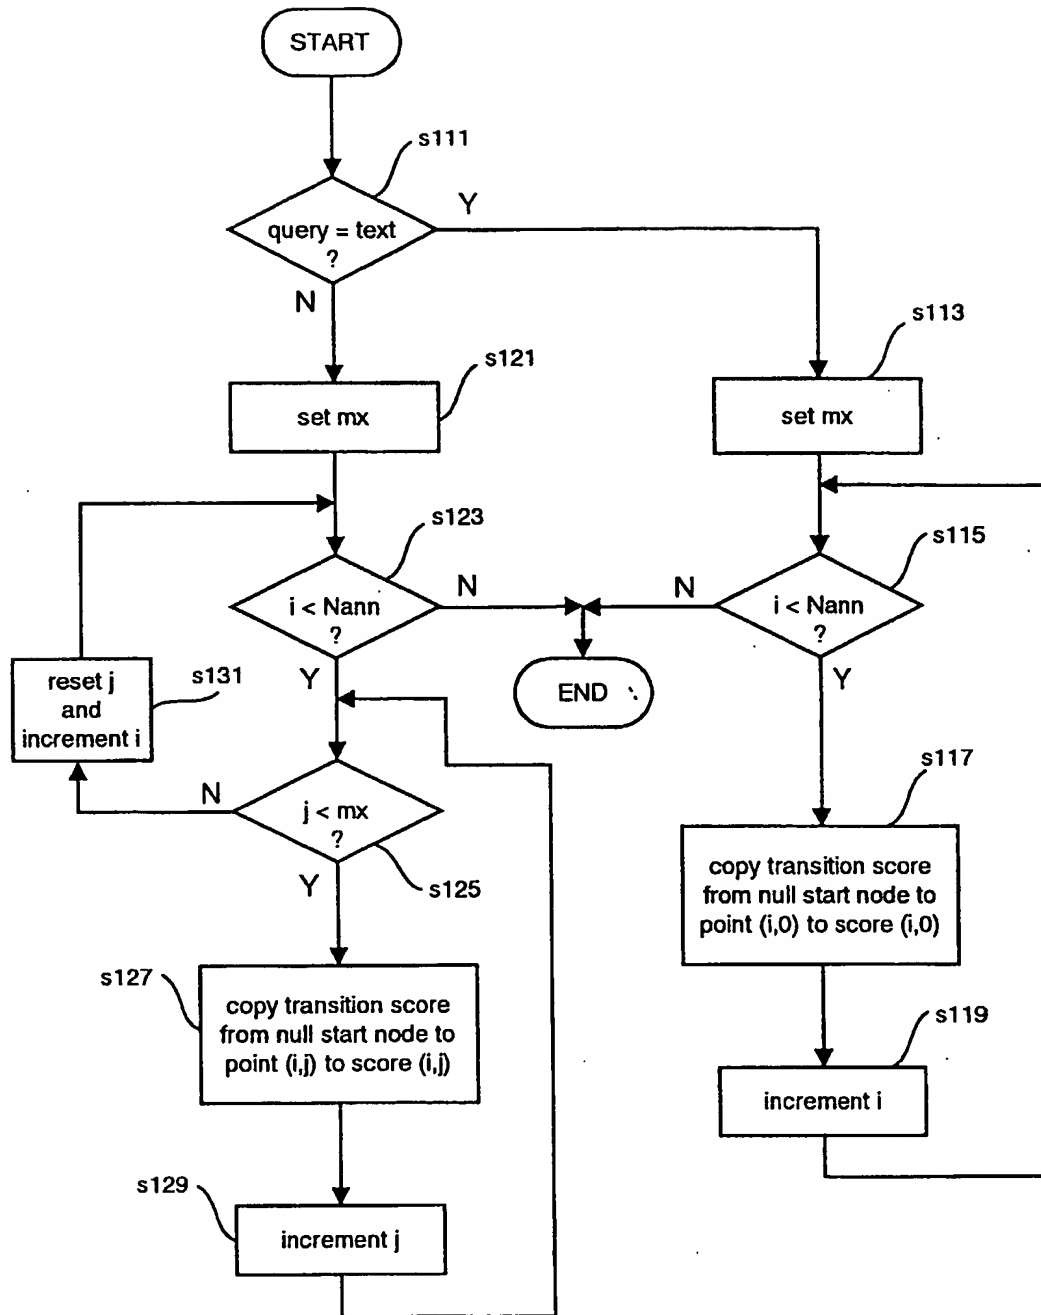 START
s111
query = text
?
Y
N
s113
s121
set mx
set mx
s123
s115
i < Nann
?
N
N
i < Nann
?
Y
END
Y
reset j
and
increment i
s131
N
j < mx
?
s125
Y
s117
copy transition score
from null start node to
point (i,0) to score (i,0)
s127
copy transition score
from null start node to
point (i,j) to score (i,j)
s119
increment i
s129
increment j